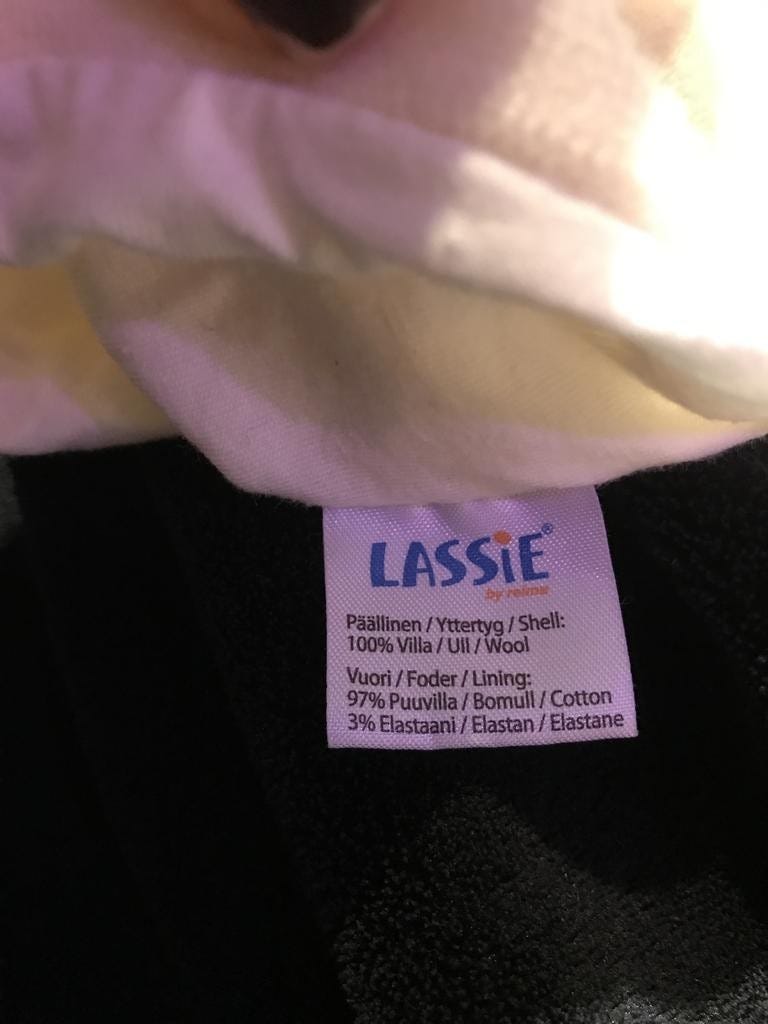 LASSiE®
by reima
Päällinen / Yttertyg / Shell:
100% Villa / Ull / Wool
Vuori / Foder / Lining:
97% Puuvilla / Bomull / Cotton
3% Elastaani / Elastan / Elastane